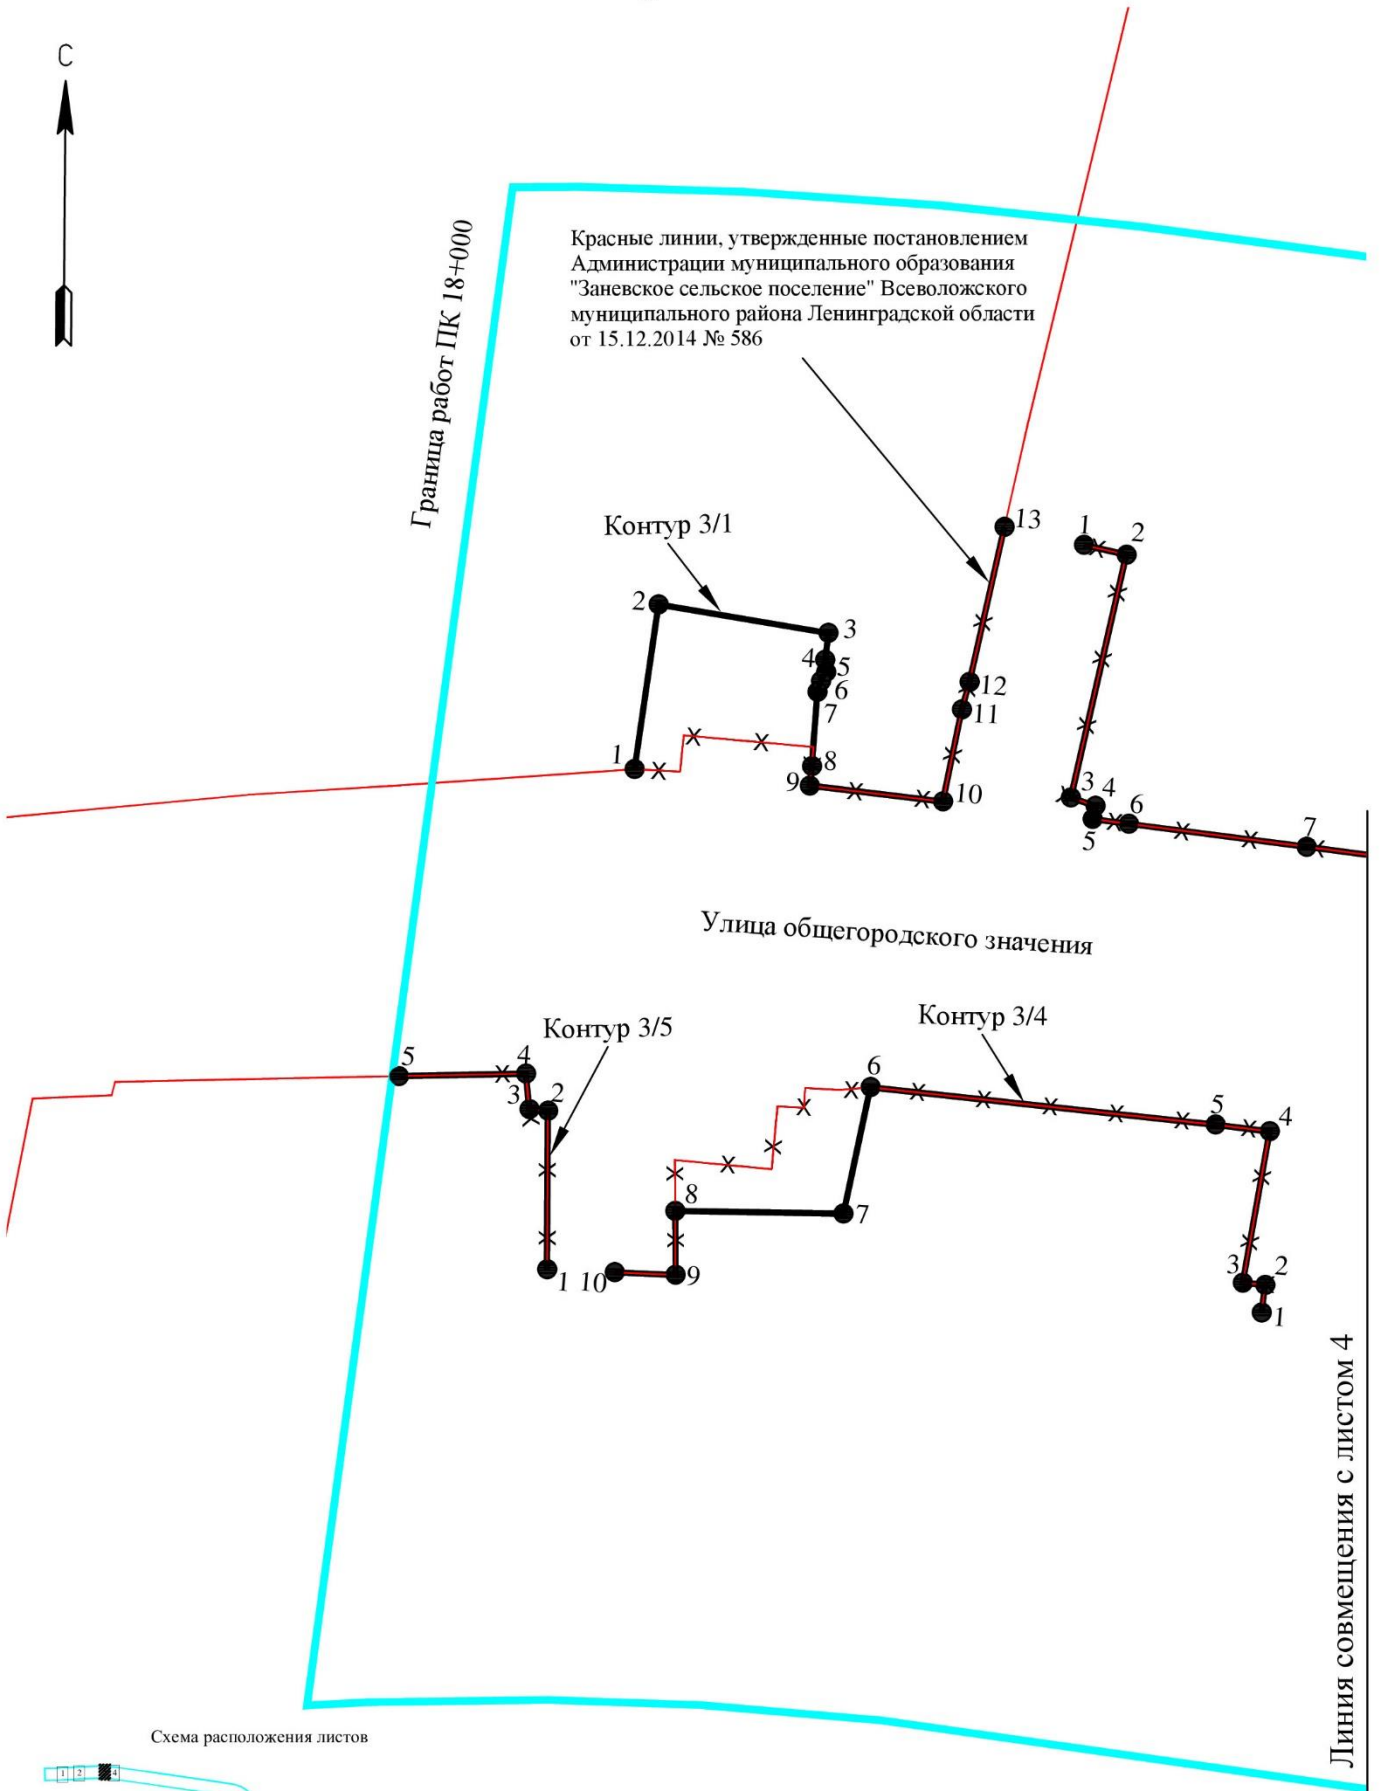 С
Граница работ ПК 18+000
Красные линии, утвержденные постановлением
Администрации муниципального образования
"Заневское сельское поселение" Всеволожского
муниципального района Ленинградской области
от 15.12.2014 № 586
Контур 3/1
13
1
2
2
3
4
5
6
7
12
11
1
8
9
10
3
4
5
6
7
Улица общегородского значения
Контур 3/5
Контур 3/4
5
4
3
2
6
5
4
8
7
1
10
9
3
2
1
Линия совмещения с листом 4
Схема расположения листов
1
2
4